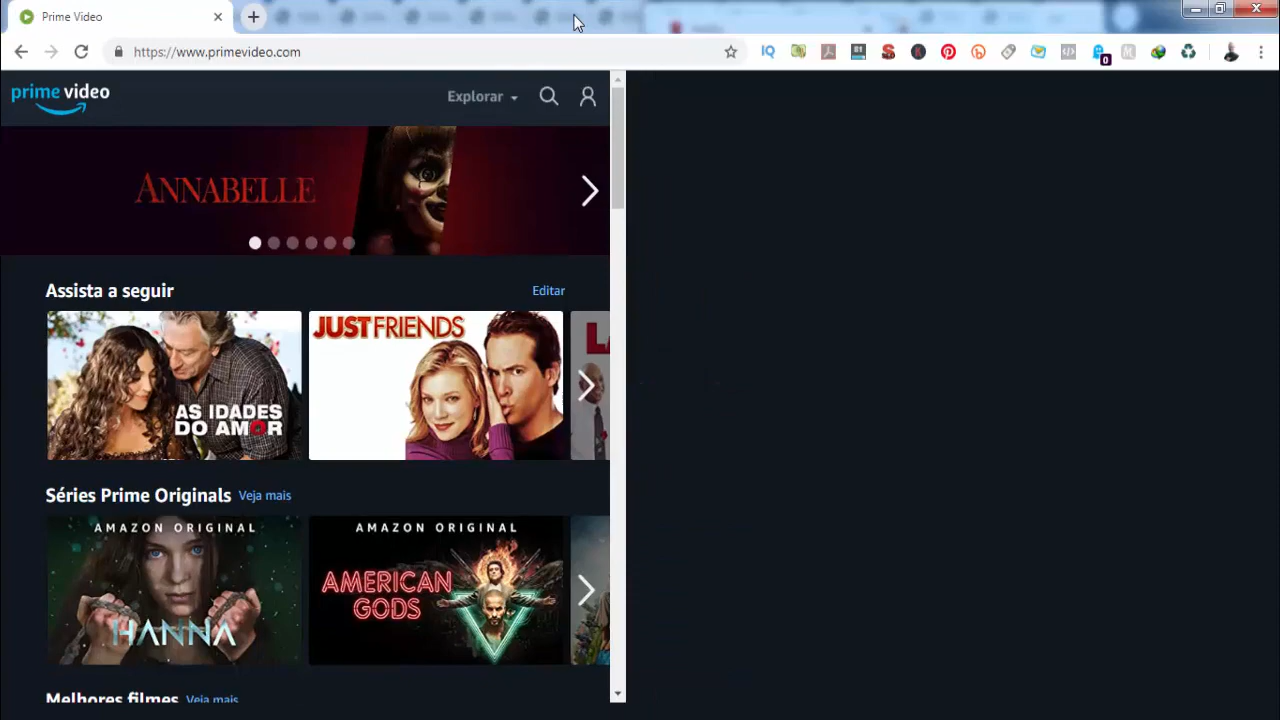 Prime Video
https://www.primevideo.com
prime video
Explorar
ANNABELLE
Assista a seguir
Editar
AS IDADES
DO AMOR
JUST FRIENDS
Séries Prime Originals Veja mais
AMAZON ORIGINAL
HANNA
AMAZON ORIGINAL
AMERICAN
GODS
Melhores filmes Veja mais